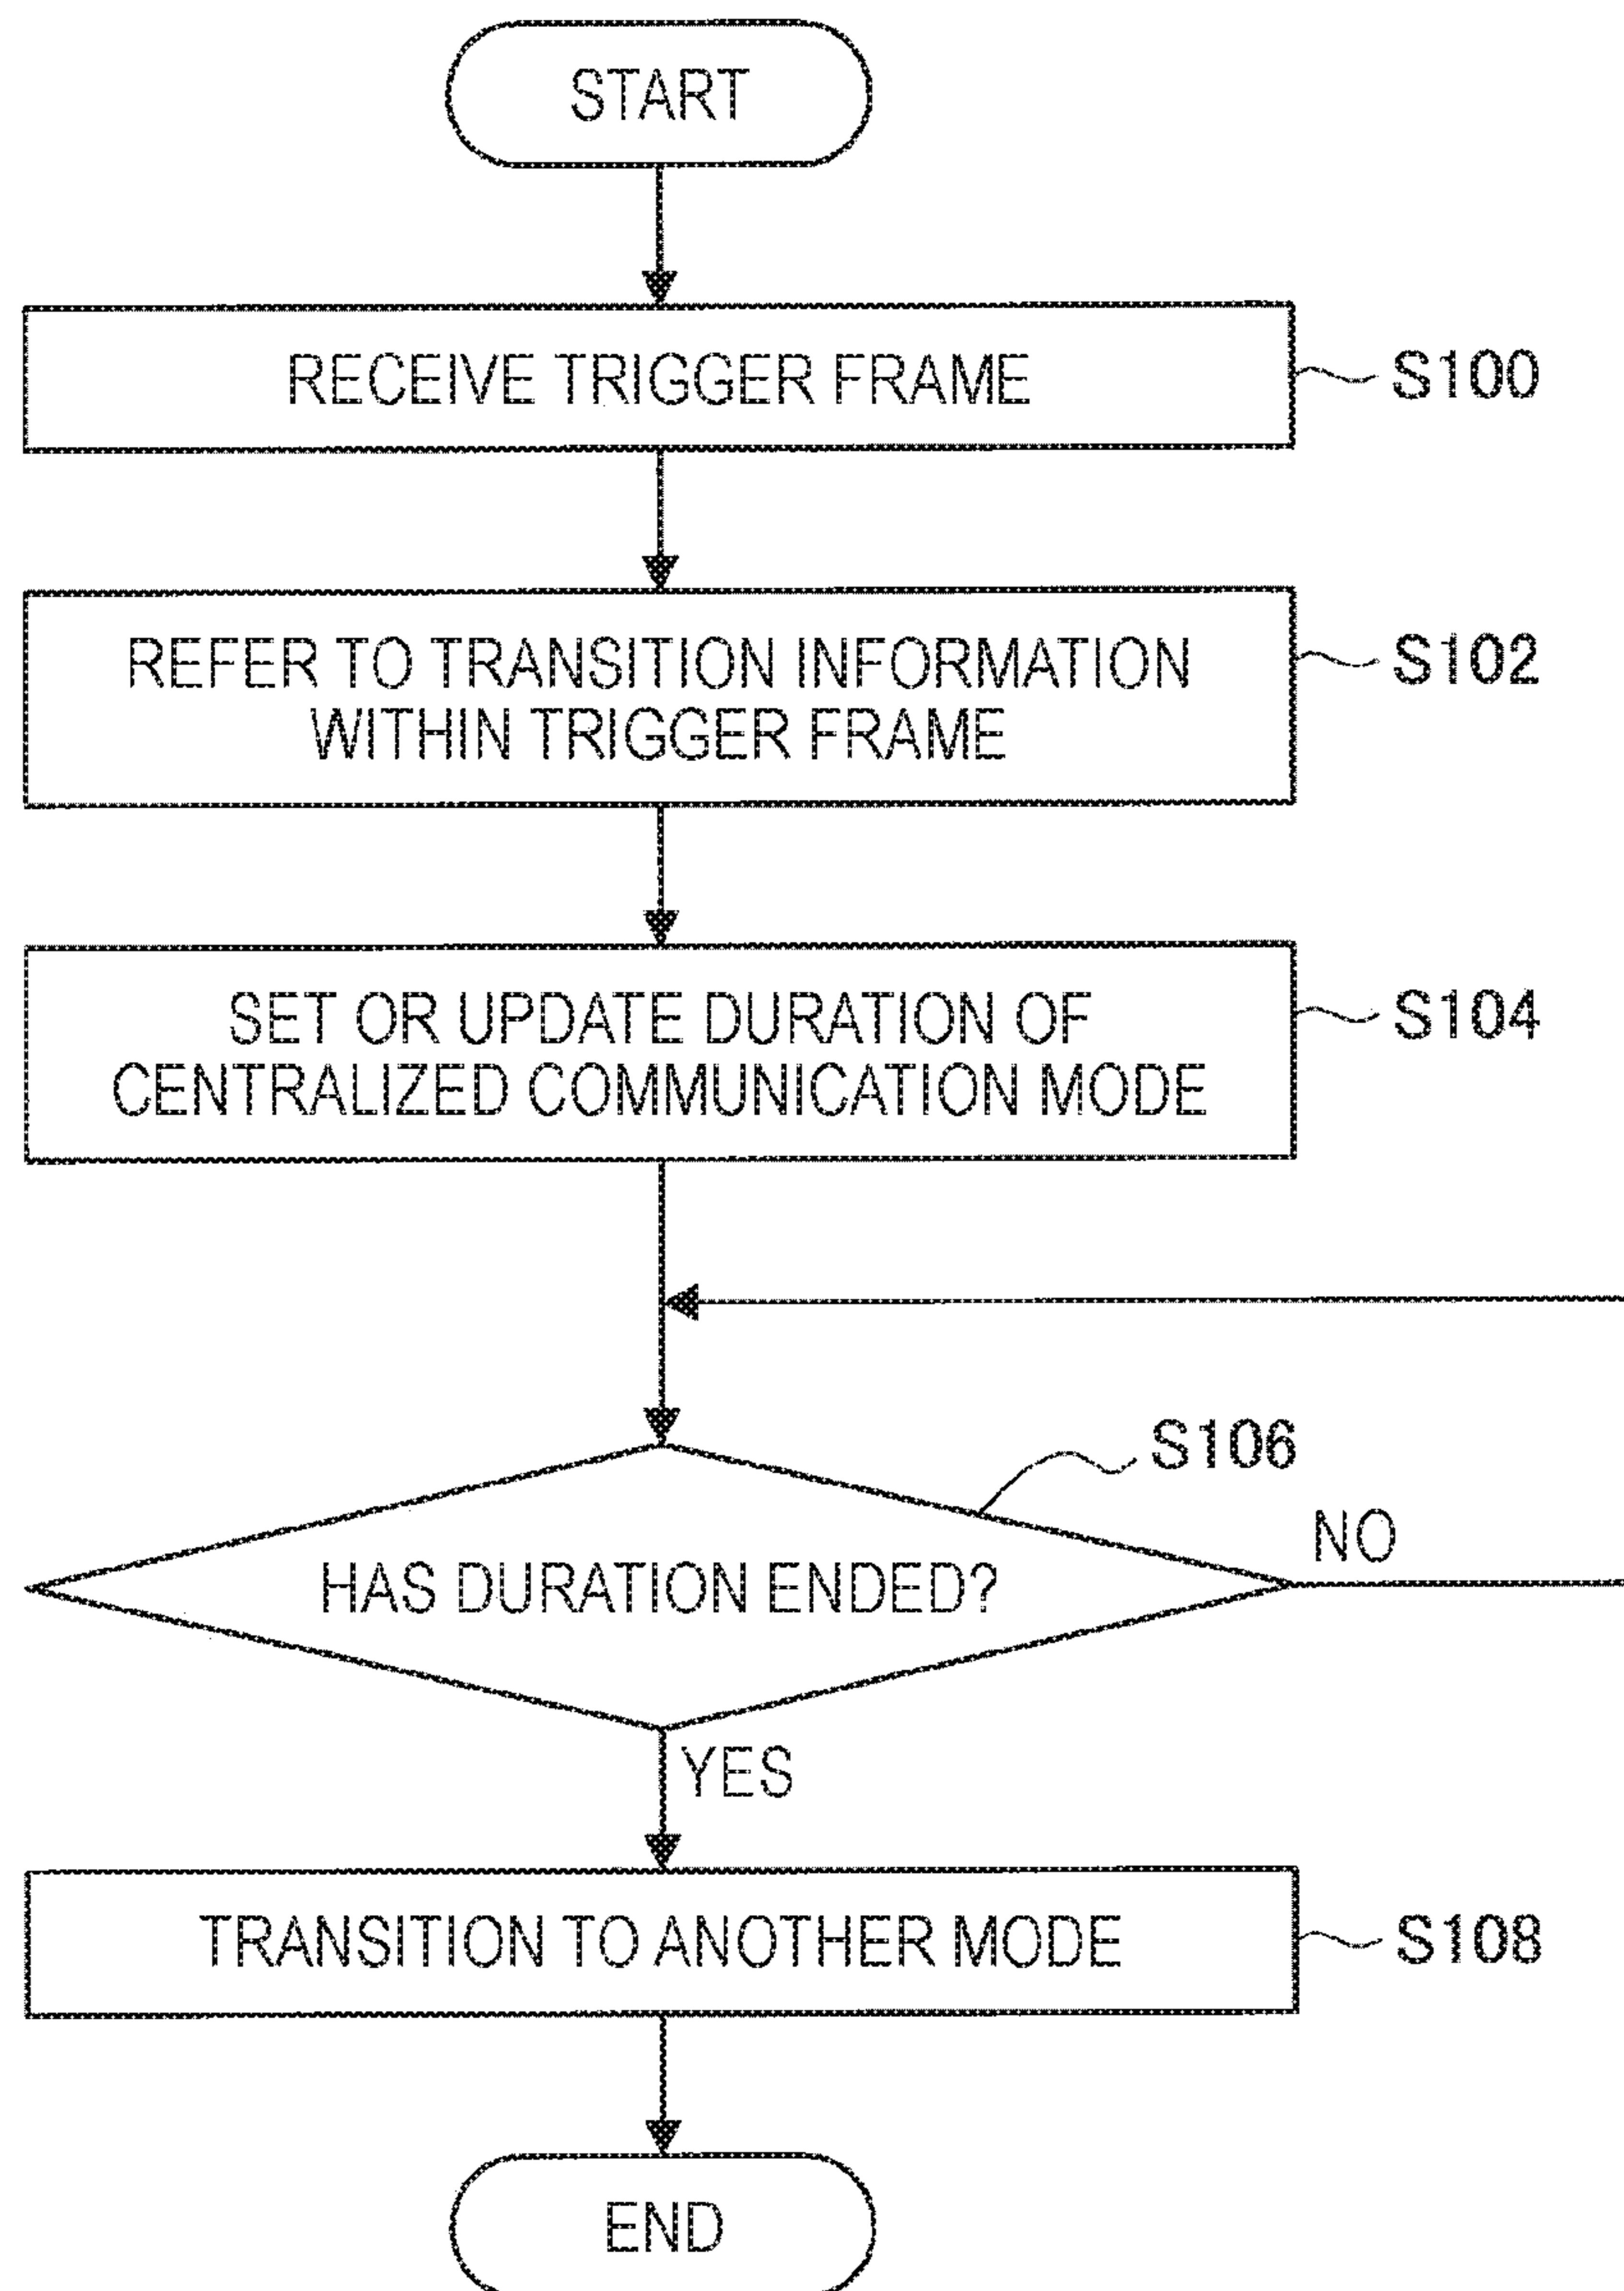 START
RECEIVE TRIGGER FRAME
S100
REFER TO TRANSITION INFORMATION
WITHIN TRIGGER FRAME
S102
SET OR UPDATE DURATION OF
CENTRALIZED COMMUNICATION MODE
S104
S106
HAS DURATION ENDED?
NO
YES
TRANSITION TO ANOTHER MODE
S108
END